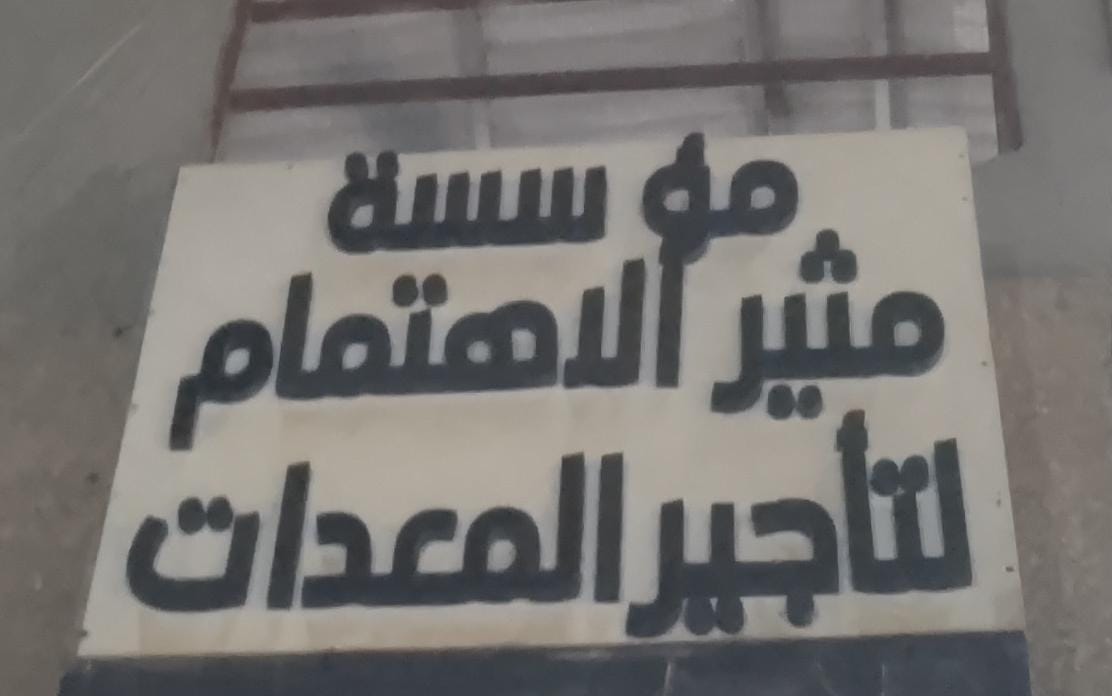 مؤسسة
مثير الاهتمام
لتأجير المعدات